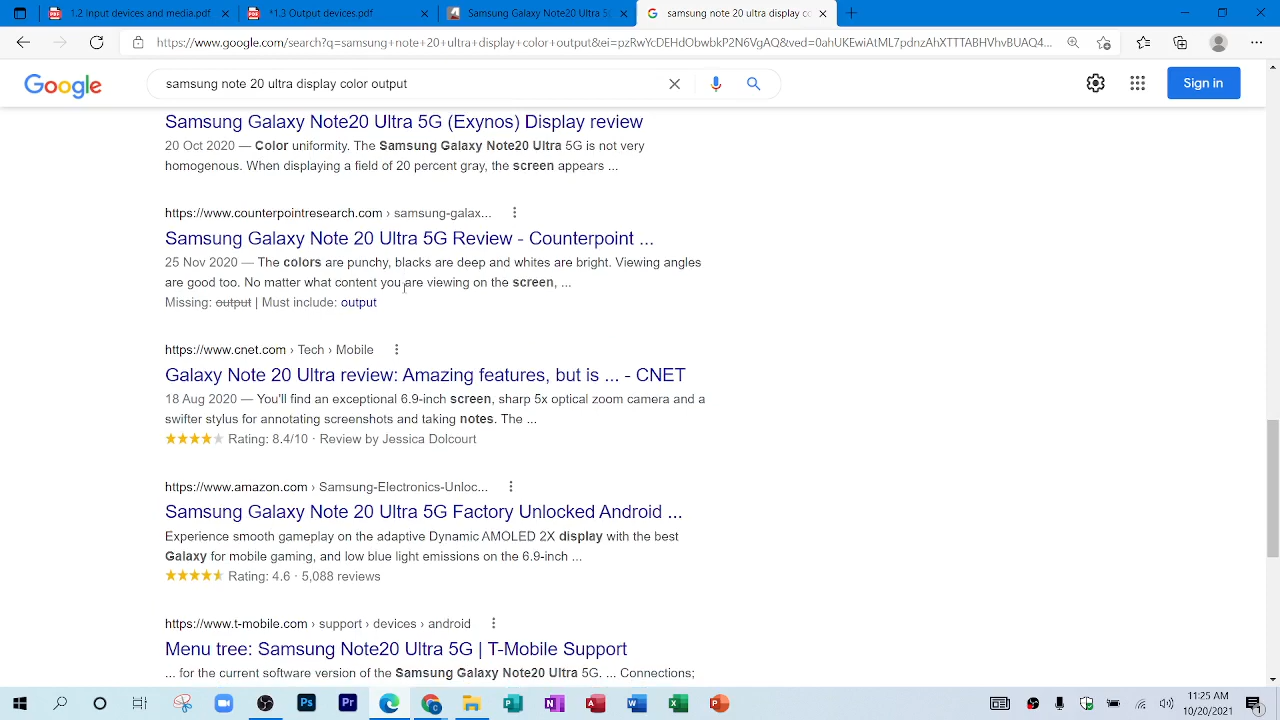 1.2 Input devices and media.pdf
*1.3 Output devices.pdf
Samsung Galaxy Note20 Ultra 5G
samsung note 20 ultra display co
https://www.google.com/search?q=samsung+note+20+ultra+display+color+output&ei=pzRwYcDEHdObwbkP2N6VgAQ&ved=0ahUKEwiAtML7pdnzAhXTTTABHVhvBUAQ4...
Google
samsung note 20 ultra display color output
Sign in
Samsung Galaxy Note20 Ultra 5G (Exynos) Display review
20 Oct 2020 — Color uniformity. The Samsung Galaxy Note20 Ultra 5G is not very
homogenous. When displaying a field of 20 percent gray, the screen appears ...
https://www.counterpointresearch.com › samsung-galax...
Samsung Galaxy Note 20 Ultra 5G Review - Counterpoint ...
25 Nov 2020 — The colors are punchy, blacks are deep and whites are bright. Viewing angles
are good too. No matter what content you are viewing on the screen, ...
Missing: output | Must include: output
https://www.cnet.com › Tech › Mobile
Galaxy Note 20 Ultra review: Amazing features, but is ... - CNET
18 Aug 2020 — You'll find an exceptional 6.9-inch screen, sharp 5x optical zoom camera and a
swifter stylus for annotating screenshots and taking notes. The ...
Rating: 8.4/10 · Review by Jessica Dolcourt
https://www.amazon.com › Samsung-Electronics-Unloc...
Samsung Galaxy Note 20 Ultra 5G Factory Unlocked Android ...
Experience smooth gameplay on the adaptive Dynamic AMOLED 2X display with the best
Galaxy for mobile gaming, and low blue light emissions on the 6.9-inch ...
Rating: 4.6 · 5,088 reviews
https://www.t-mobile.com › support › devices › android
Menu tree: Samsung Note20 Ultra 5G | T-Mobile Support
... for the current software version of the Samsung Galaxy Note20 Ultra 5G. ... Connections;
11:25 AM
10/20/2021